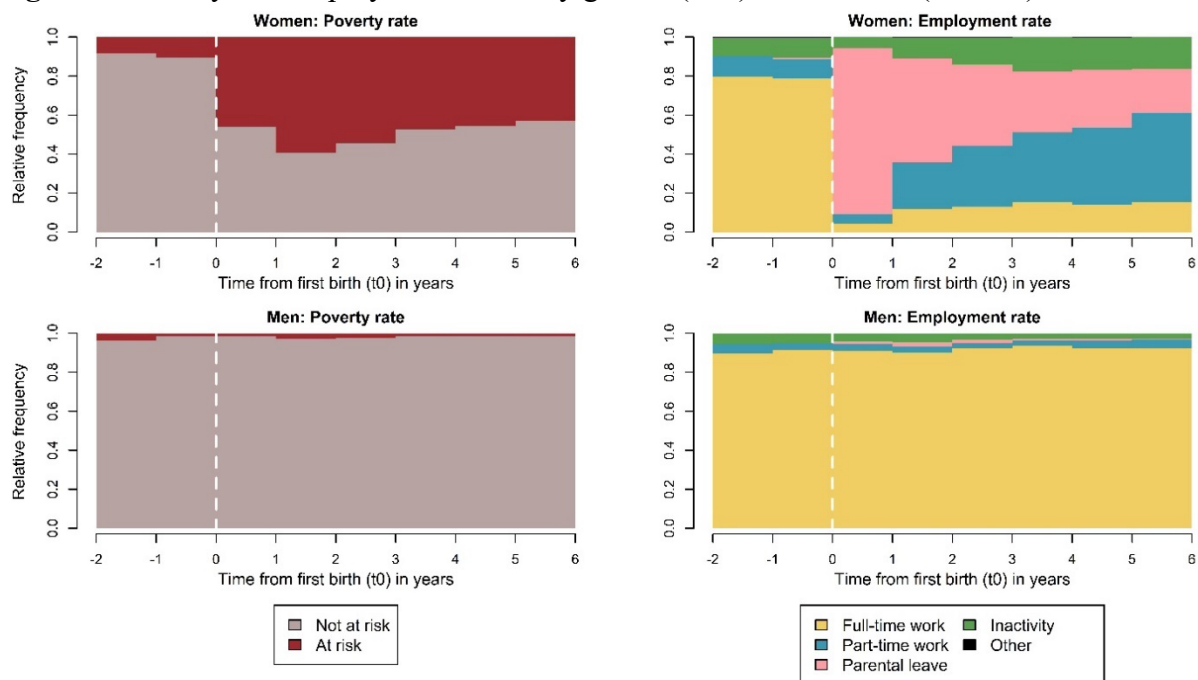 Women: Poverty rate
Relative frequency
1.0
0.8
0.6
0.4
0.2
0.0
-2 -1 0 1 2 3 4 5 6
Time from first birth (t0) in years
Women: Employment rate
1.0
0.8
0.6
0.4
0.2
0.0
-2 -1 0 1 2 3 4 5 6
Time from first birth (t0) in years
Men: Poverty rate
Relative frequency
1.0
0.8
0.6
0.4
0.2
0.0
-2 -1 0 1 2 3 4 5 6
Time from first birth (t0) in years
Men: Employment rate
1.0
0.8
0.6
0.4
0.2
0.0
-2 -1 0 1 2 3 4 5 6
Time from first birth (t0) in years
Not at risk
At risk
Full-time work
Part-time work
Parental leave
Inactivity
Other